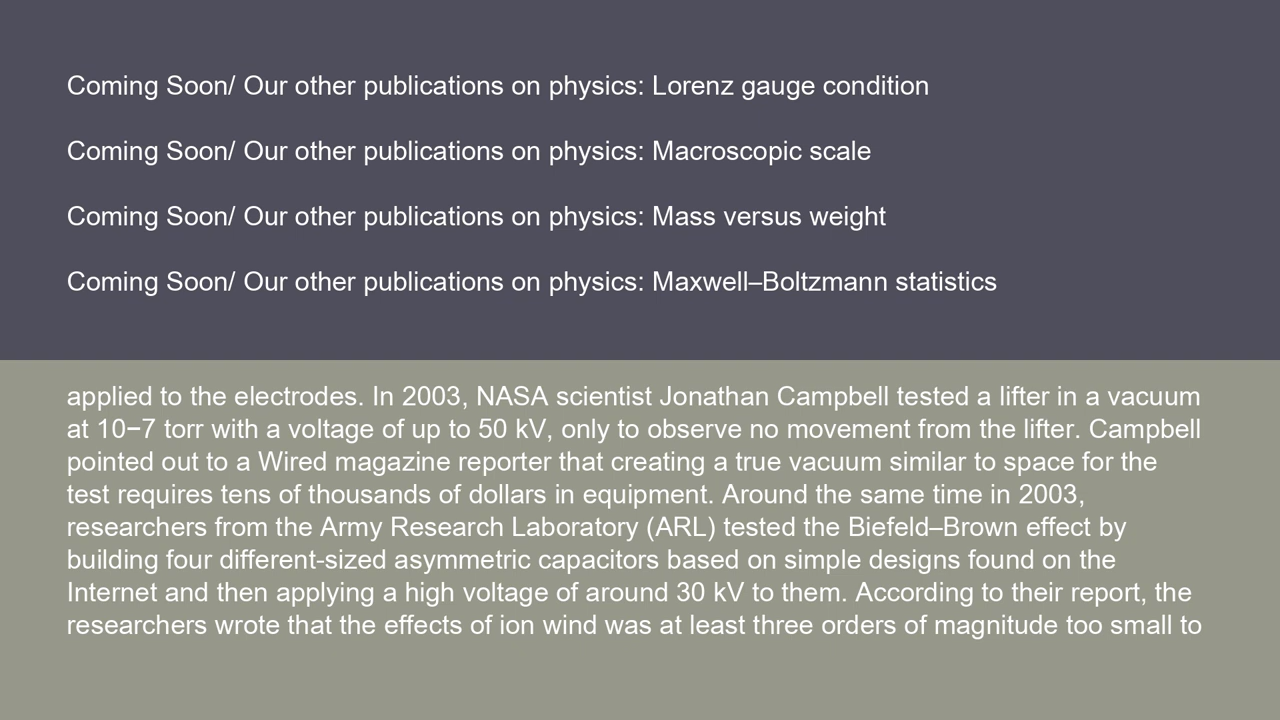 Coming Soon/ Our other publications on physics: Lorenz gauge condition
Coming Soon/ Our other publications on physics: Macroscopic scale
Coming Soon/ Our other publications on physics: Mass versus weight
Coming Soon/ Our other publications on physics: Maxwell–Boltzmann statistics
applied to the electrodes. In 2003, NASA scientist Jonathan Campbell tested a lifter in a vacuum
at 10−7 torr with a voltage of up to 50 kV, only to observe no movement from the lifter. Campbell
pointed out to a Wired magazine reporter that creating a true vacuum similar to space for the
test requires tens of thousands of dollars in equipment. Around the same time in 2003,
researchers from the Army Research Laboratory (ARL) tested the Biefeld–Brown effect by
building four different-sized asymmetric capacitors based on simple designs found on the
Internet and then applying a high voltage of around 30 kV to them. According to their report, the
researchers wrote that the effects of ion wind was at least three orders of magnitude too small to